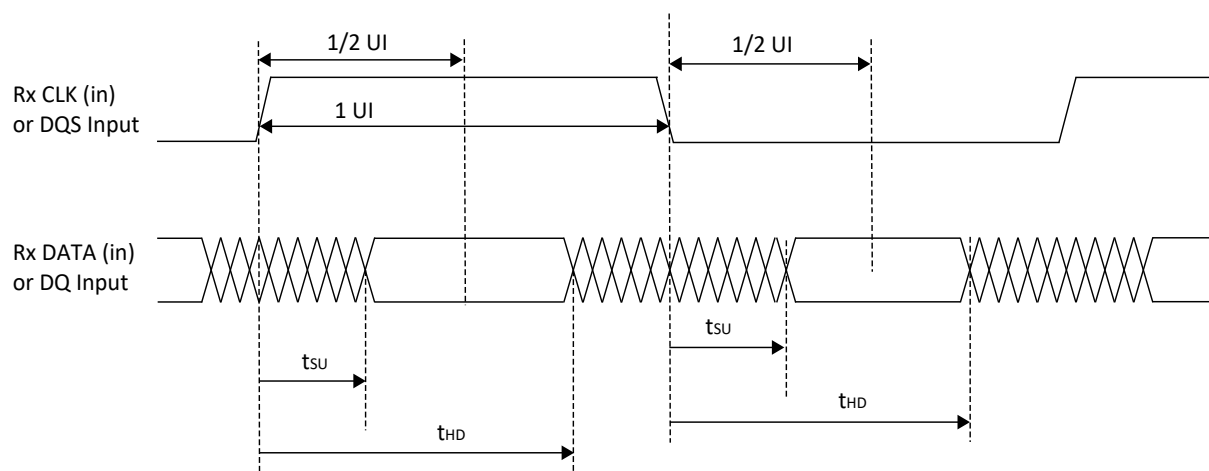 1/2 UI
1/2 UI
Rx CLK (in)
or DQS Input
1 UI
Rx DATA (in)
or DQ Input
tSU
tSU
tHD
tHD